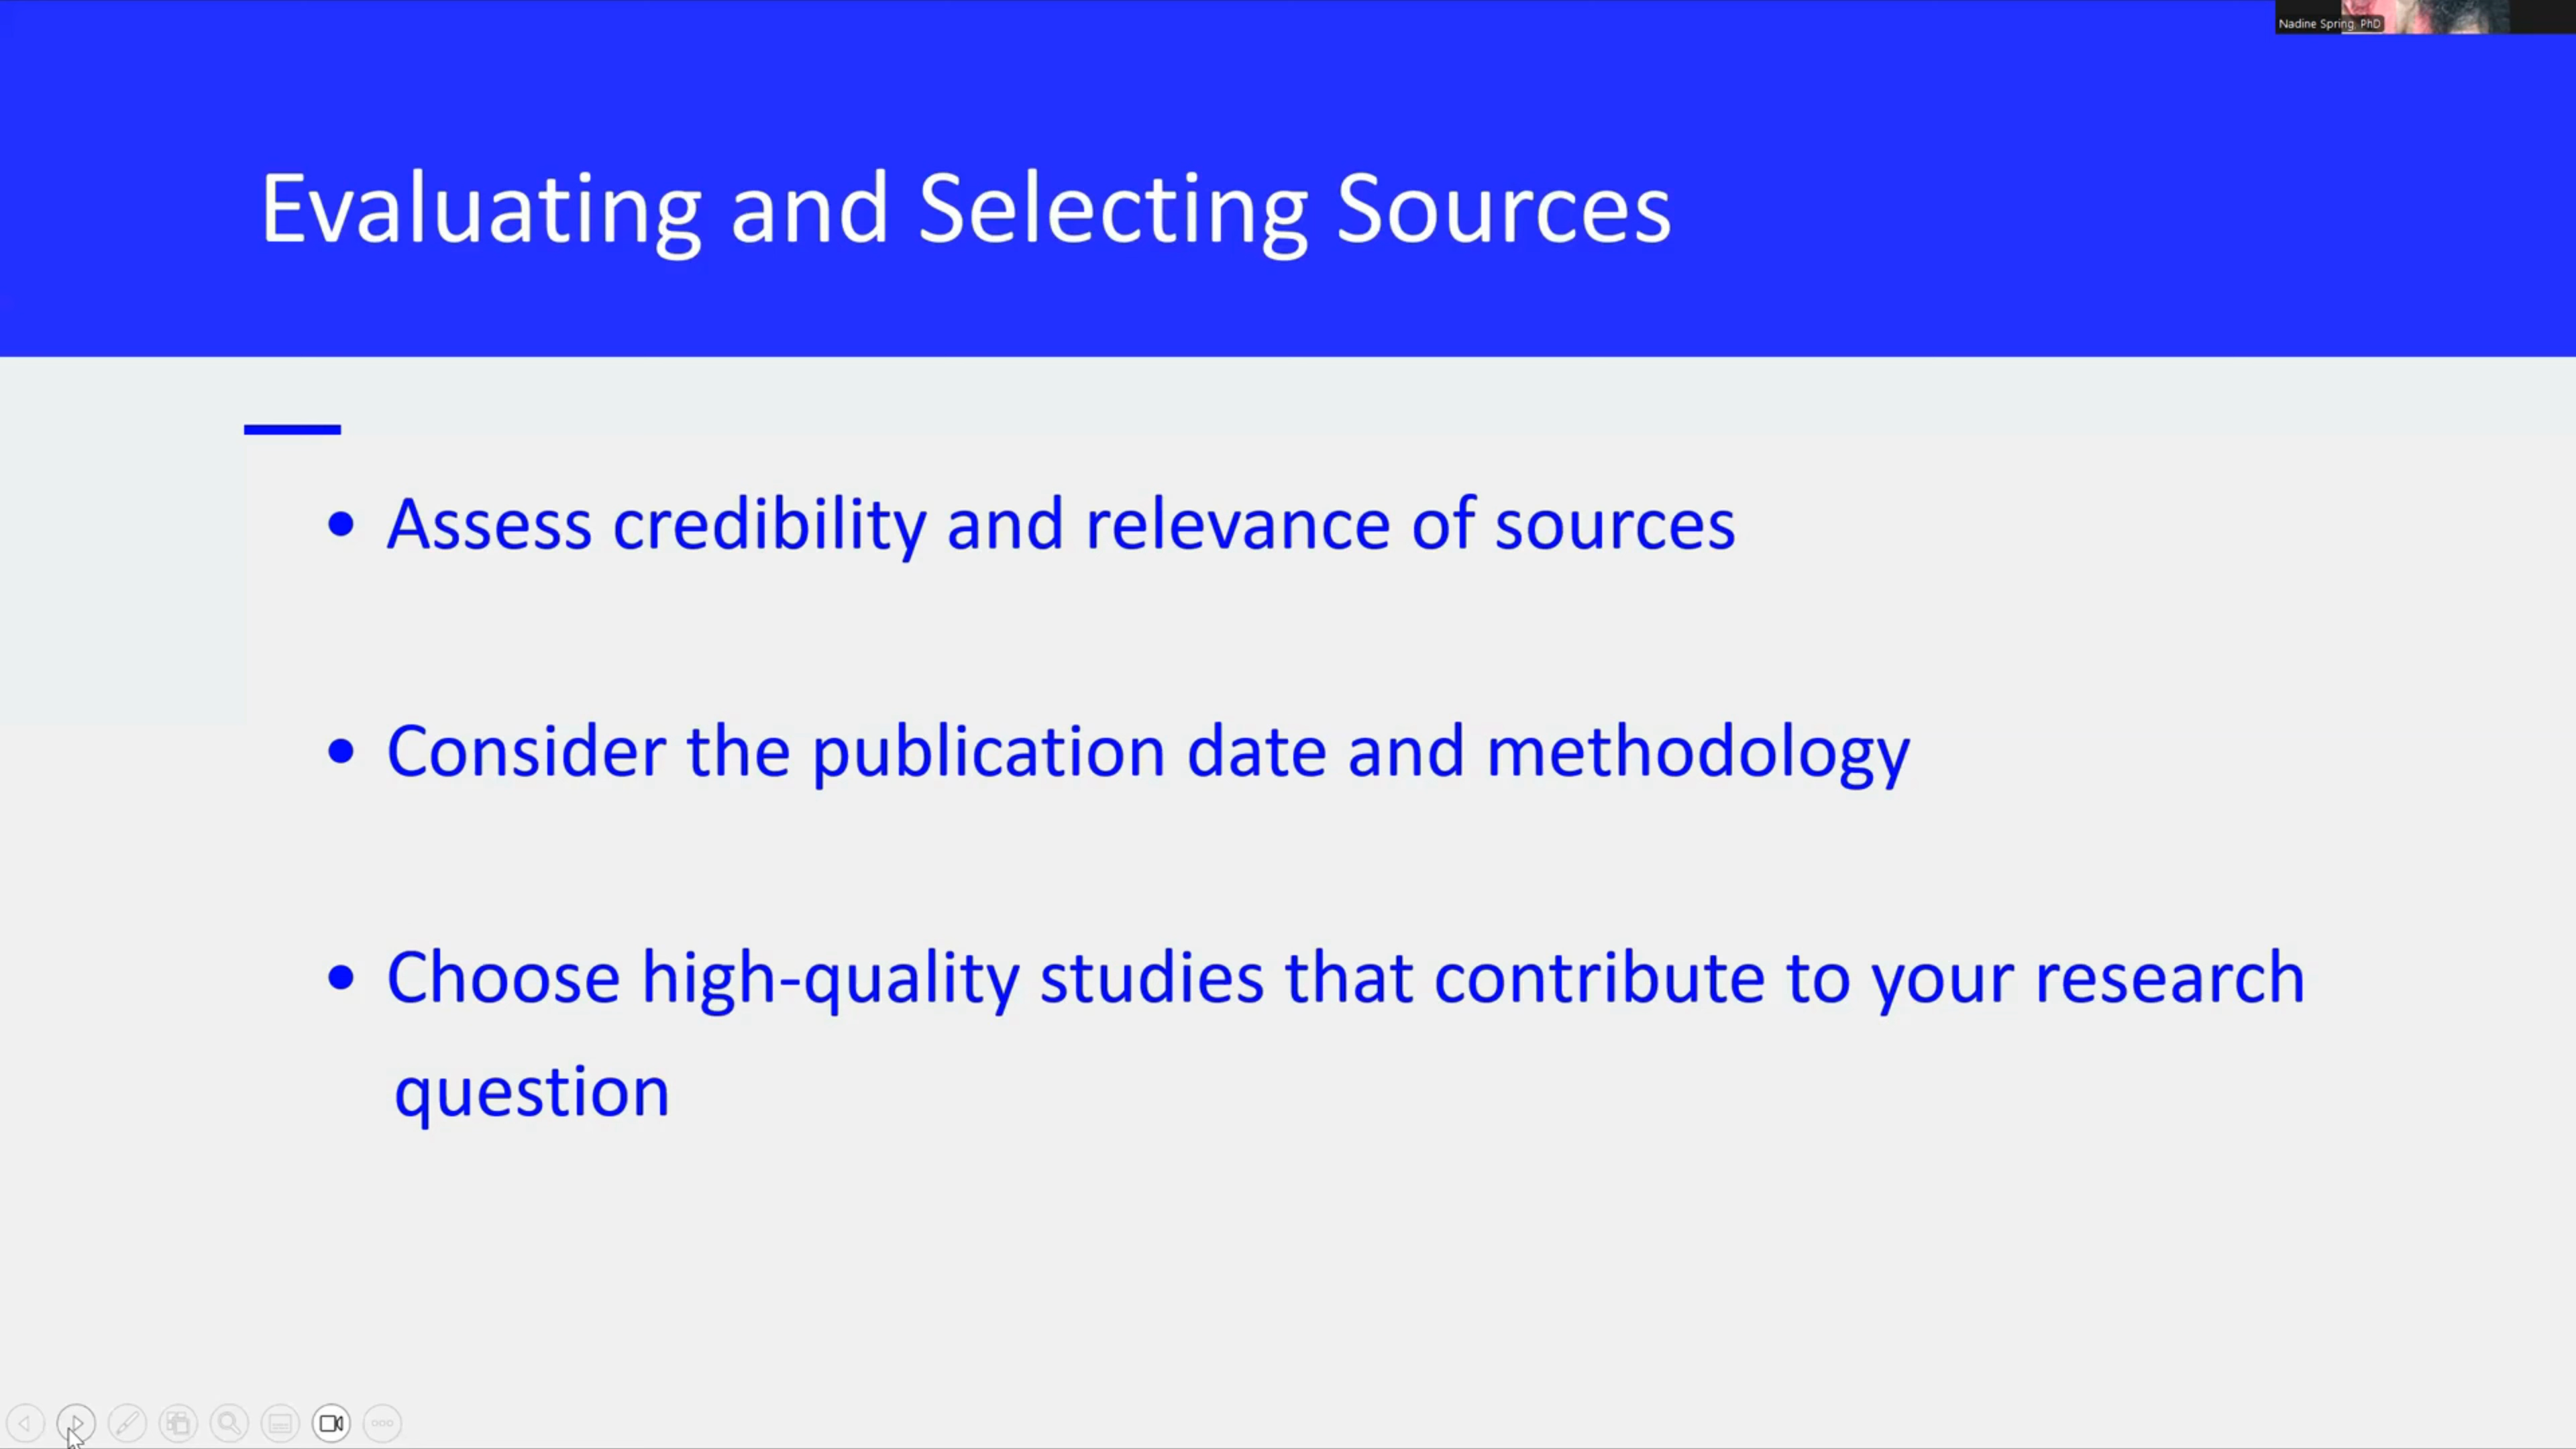 Nadine Spring, PhD
Evaluating and Selecting Sources
• Assess credibility and relevance of sources
• Consider the publication date and methodology
• Choose high-quality studies that contribute to your research
question